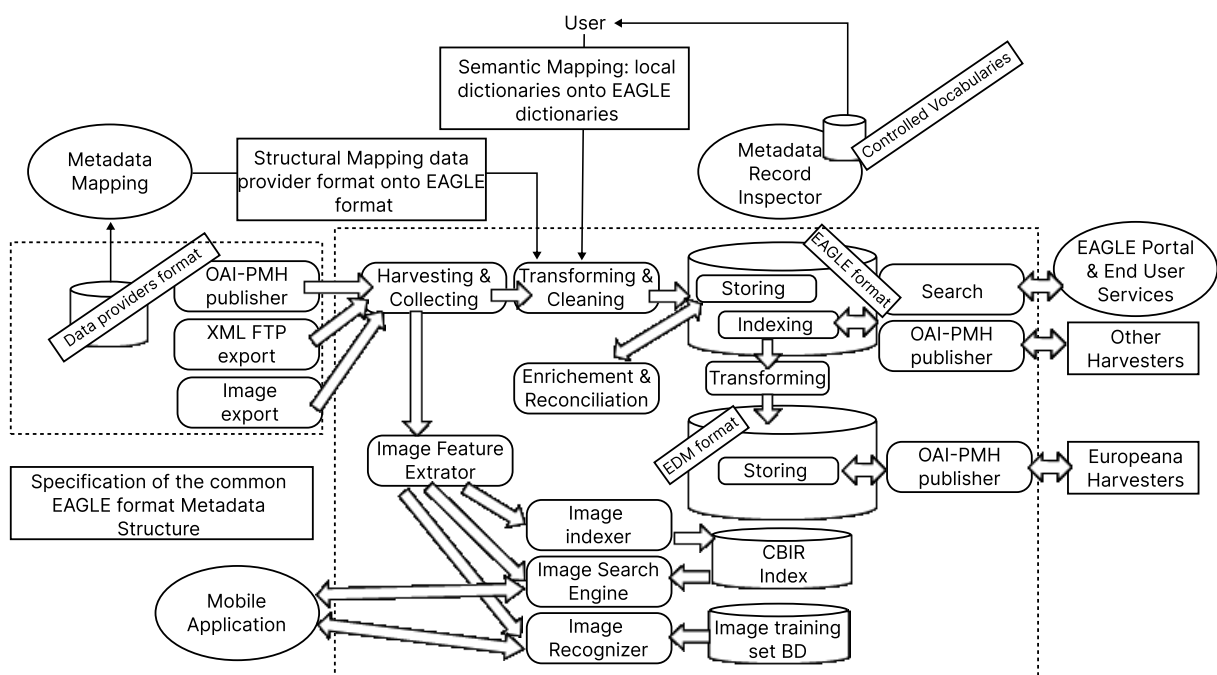 User
Semantic Mapping: local
dictionaries onto EAGLE
dictionaries
Controlled Vocabularies
Metadata
Mapping
Structural Mapping data
provider format onto EAGLE
format
Metadata
Record
Inspector
Data providers format
OAI-PMH
publisher
XML FTP
export
Image
export
Harvesting &
Collecting
Transforming &
Cleaning
Storing
Indexing
EAGLE format
Search
OAI-PMH
publisher
EAGLE Portal
& End User
Services
Other
Harvesters
Enrichement &
Reconciliation
Transforming
EDM format
Storing
OAI-PMH
publisher
Europeana
Harvesters
Image Feature
Extrator
Specification of the common
EAGLE format Metadata
Structure
Image
indexer
CBIR
Index
Image Search
Engine
Mobile
Application
Image
Recognizer
Image training
set BD